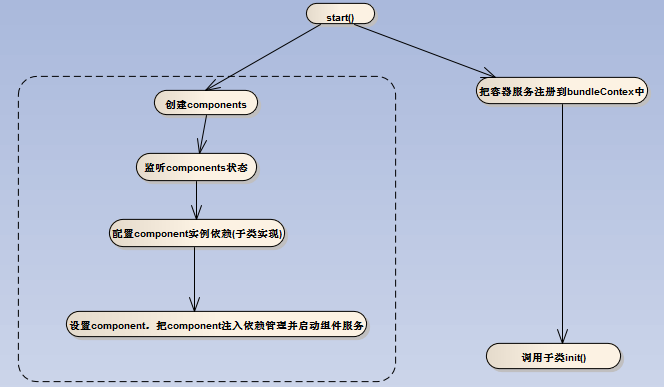 start()
创建components
把容器服务注册到bundleContex中
监听components状态
配置component实例依赖(子类实现)
设置component．把component注入依赖管理并启动组件服务
调用子类init()